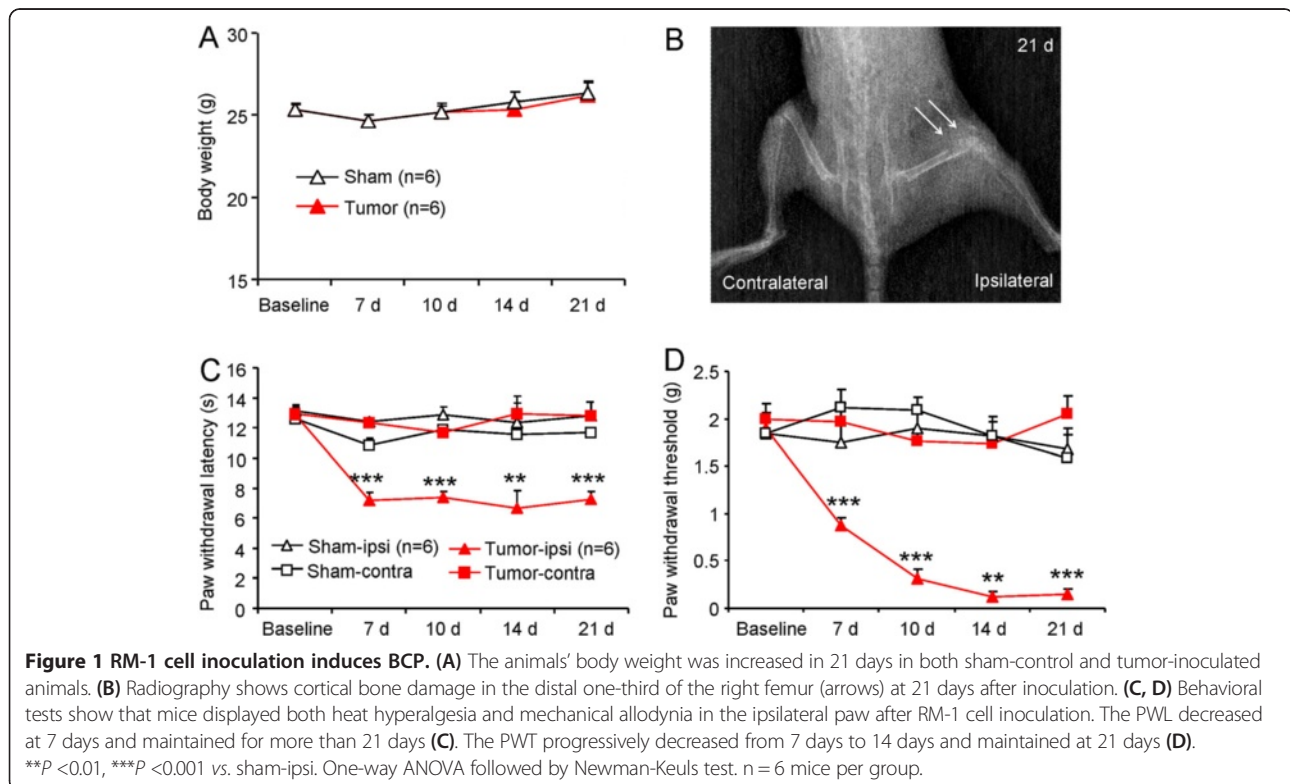 A
30
25
20
15
Body weight (g)
Sham (n=6)
Tumor (n=6)
Baseline 7 d 10 d 14 d 21 d
B
21 d
Contralateral Ipsilateral
C
16
14
12
10
8
6
4
2
0
Paw withdrawal latency (s)
*** *** ** ***
Sham-ipsi (n=6) Tumor-ipsi (n=6)
Sham-contra Tumor-contra
Baseline 7 d 10 d 14 d 21 d
D
2.5
2
1.5
1
0.5
0
Paw withdrawal threshold (g)
***
***
**
***
Baseline 7 d 10 d 14 d 21 d
Figure 1 RM-1 cell inoculation induces BCP. (A) The animals' body weight was increased in 21 days in both sham-control and tumor-inoculated
animals. (B) Radiography shows cortical bone damage in the distal one-third of the right femur (arrows) at 21 days after inoculation. (C, D) Behavioral
tests show that mice displayed both heat hyperalgesia and mechanical allodynia in the ipsilateral paw after RM-1 cell inoculation. The PWL decreased
at 7 days and maintained for more than 21 days (C). The PWT progressively decreased from 7 days to 14 days and maintained at 21 days (D).
**P <0.01, ***P <0.001 vs. sham-ipsi. One-way ANOVA followed by Newman-Keuls test. n = 6 mice per group.